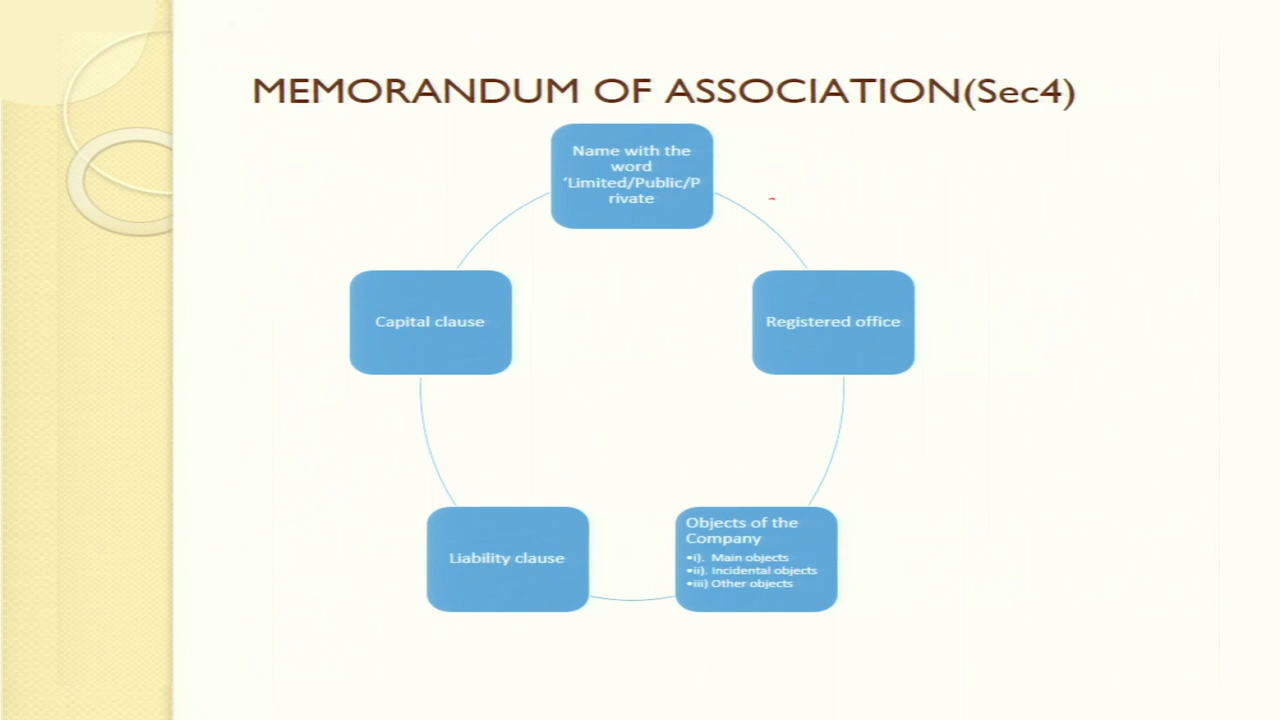 MEMORANDUM OF ASSOCIATION(Sec4)
Name with the
word
‘Limited/Public/P
rivate
Registered office
Objects of the
Company
•i). Main objects
•ii). Incidental objects
•iii) Other objects
Liability clause
Capital clause